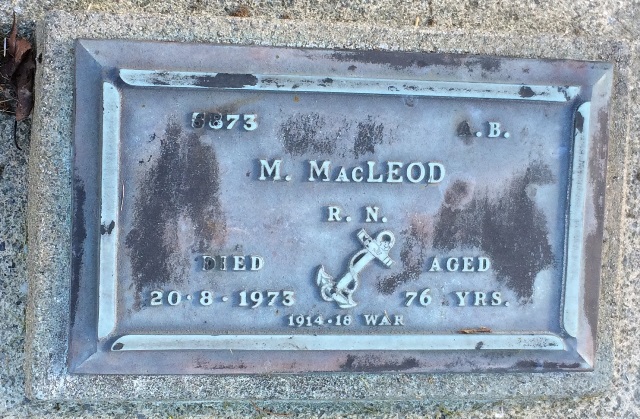 A.B.
M. MacLEOD
R. N.
DIED AGED
20·8·1973 76 YRS.
1914-18 WAR